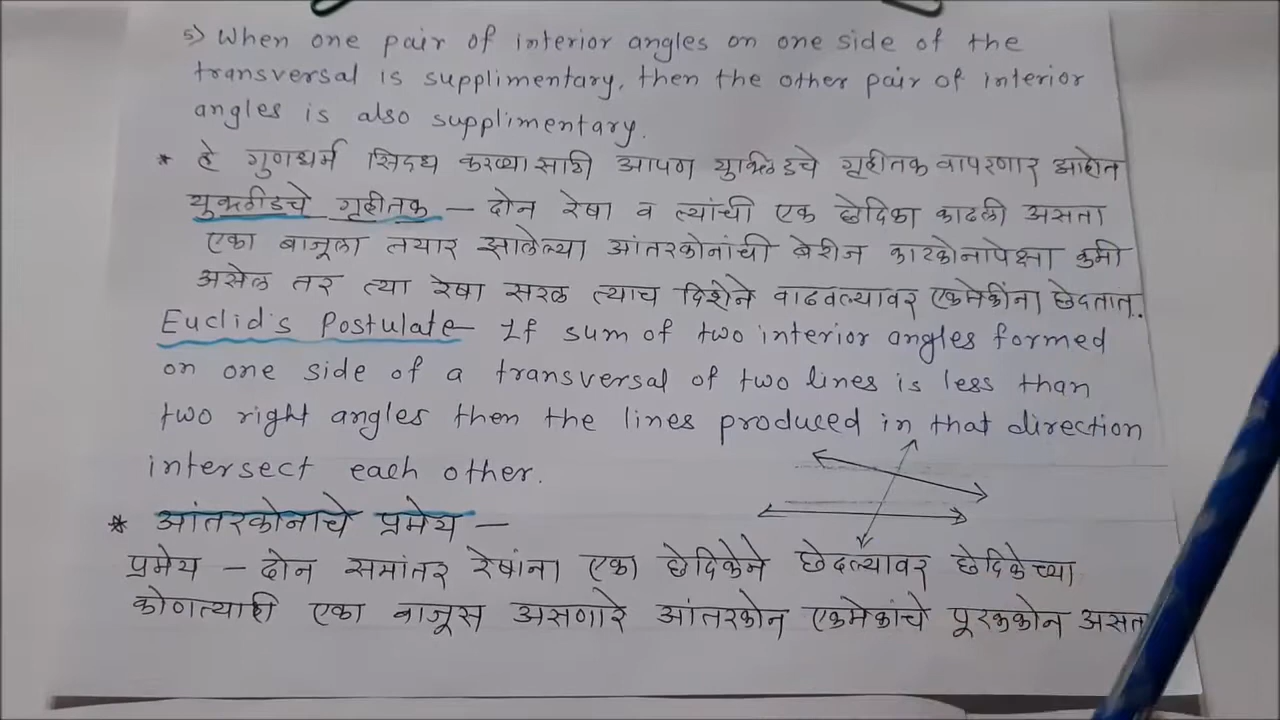 5) When one pair of interior angles on one side of the
transversal is supplimentary, then the other pair of interior
angles is also supplimentary.
* हे गुणधर्म सिदध करण्यासाठी आपण युक्लिडचे गृहीतक वापरणार आहोत
युक्लीडचे गृहीतक – दोन रेषा व त्यांची एक छेदिका काढली असता
एका बाजूला तयार झालेल्या आंतरकोनांची बेरीज काटकोनापेक्षा कमी
असेल तर त्या रेषा सरळ त्याच दिशेने वाढवल्यावर एकमेकींना छेदतात.
Euclid's Postulate – If sum of two interior angles formed
on one side of a transversal of two lines is less than
two right angles then the lines produced in that direction
intersect each other.
* आंतरकोनाचे प्रमेय –
प्रमेय – दोन समांतर रेषांना एका छेदिकेने छेदल्यावर छेदिकेच्या
कोणत्याही एका बाजूस असणारे आंतरकोन एकमेकांचे पूरककोन असत